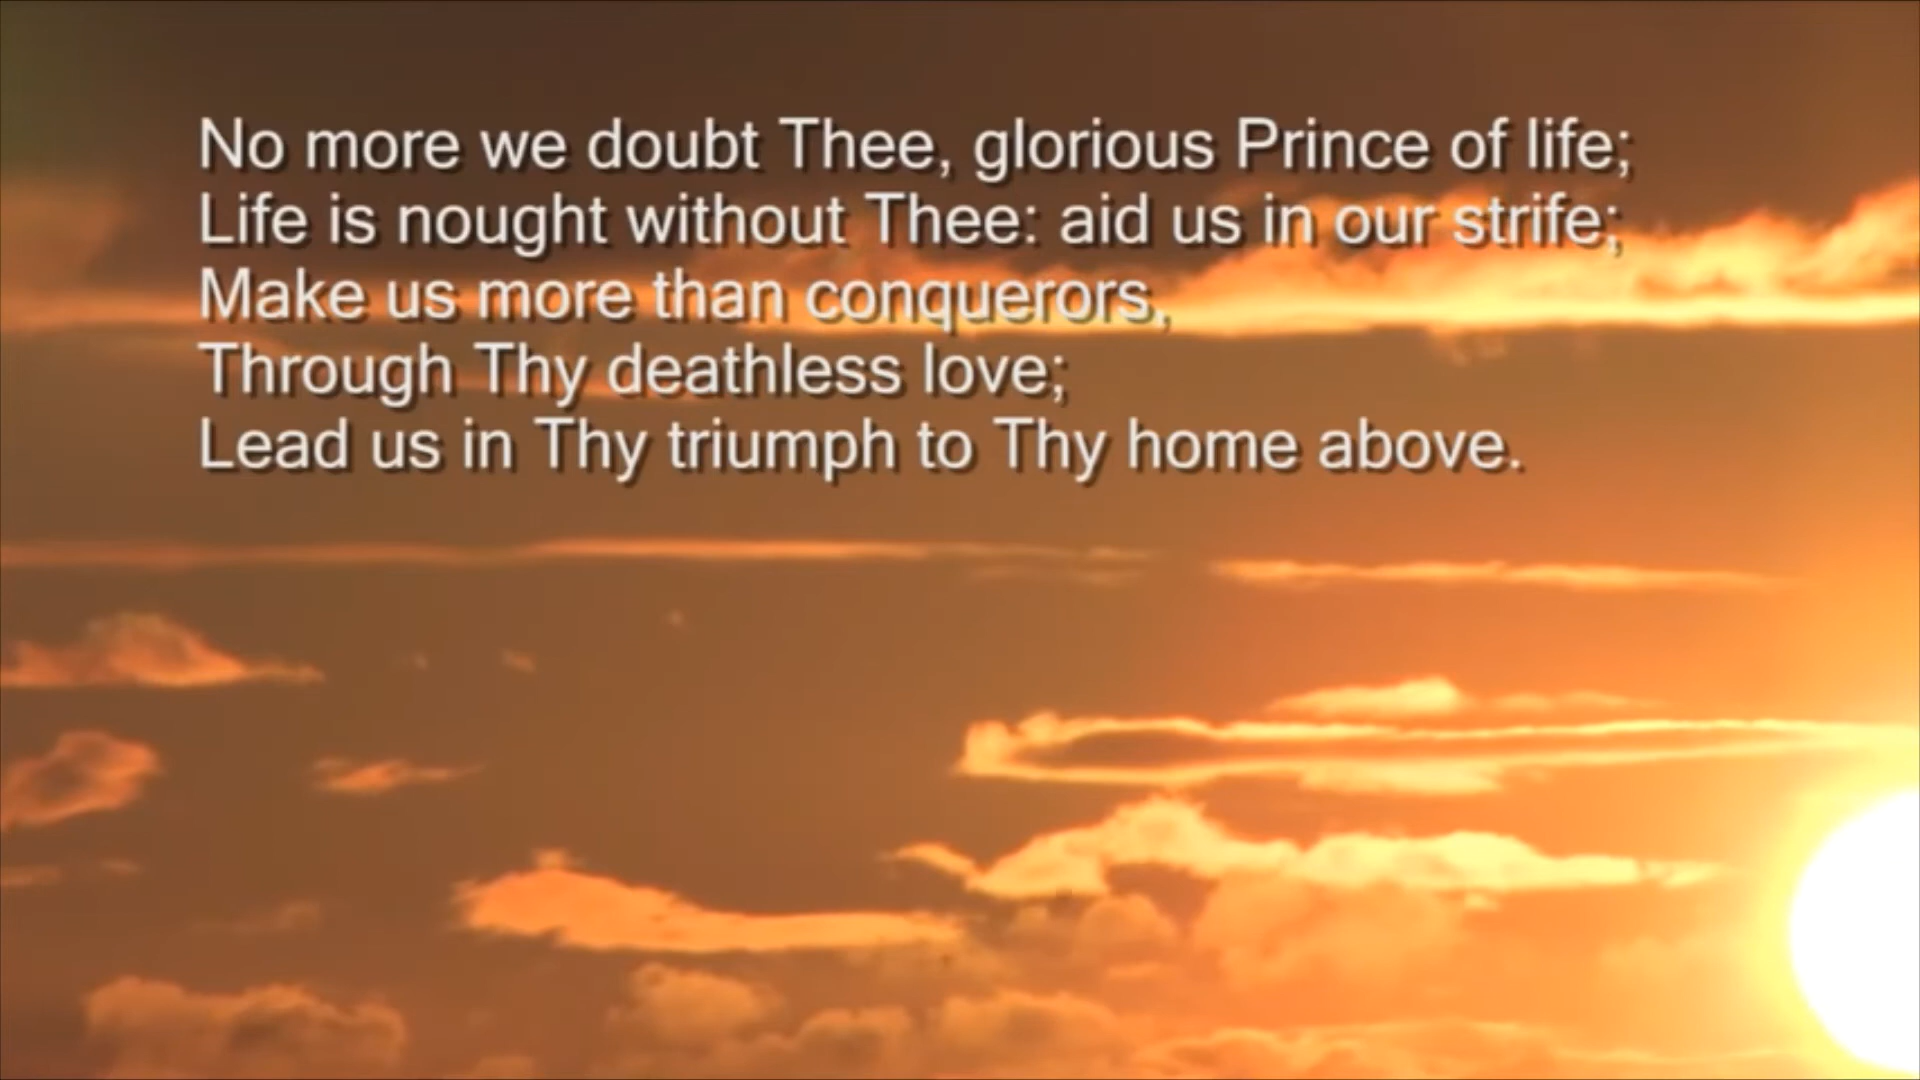 No more we doubt Thee, glorious Prince of life;
Life is nought without Thee: aid us in our strife;
Make us more than conquerors,
Through Thy deathless love;
Lead us in Thy triumph to Thy home above.